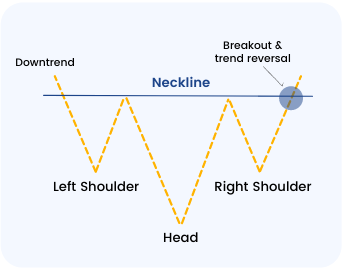 Breakout &
trend reversal
Downtrend
Neckline
Left Shoulder
Right Shoulder
Head